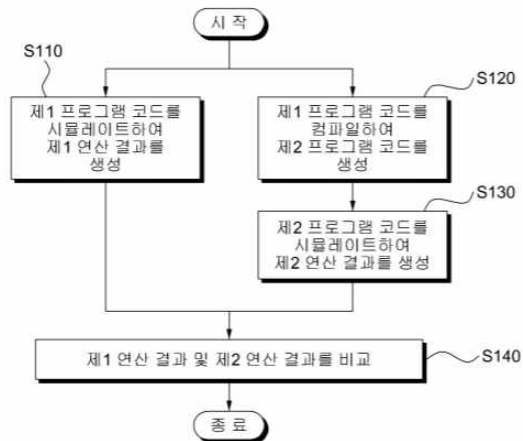 시 작
S110
제1 프로그램 코드를
시뮬레이트하여
제1 연산 결과를
생성
S120
제1 프로그램 코드를
컴파일하여
제2 프로그램 코드를
생성
S130
제2 프로그램 코드를
시뮬레이트하여
제2 연산 결과를 생성
제1 연산 결과 및 제2 연산 결과를 비교
S140
종 료